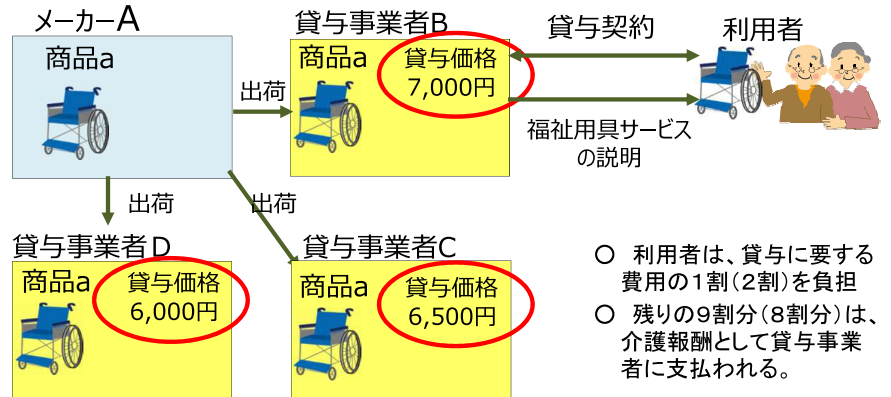 メーカーA
商品a
出荷
貸与事業者B
商品a
貸与価格
7,000円
貸与契約
利用者
福祉用具サービス
の説明
出荷
出荷
貸与事業者D
商品a
貸与価格
6,000円
貸与事業者C
商品a
貸与価格
6,500円
○ 利用者は、貸与に要する
費用の1割(2割)を負担
○ 残りの9割分(8割分)は、
介護報酬として貸与事業
者に支払われる。